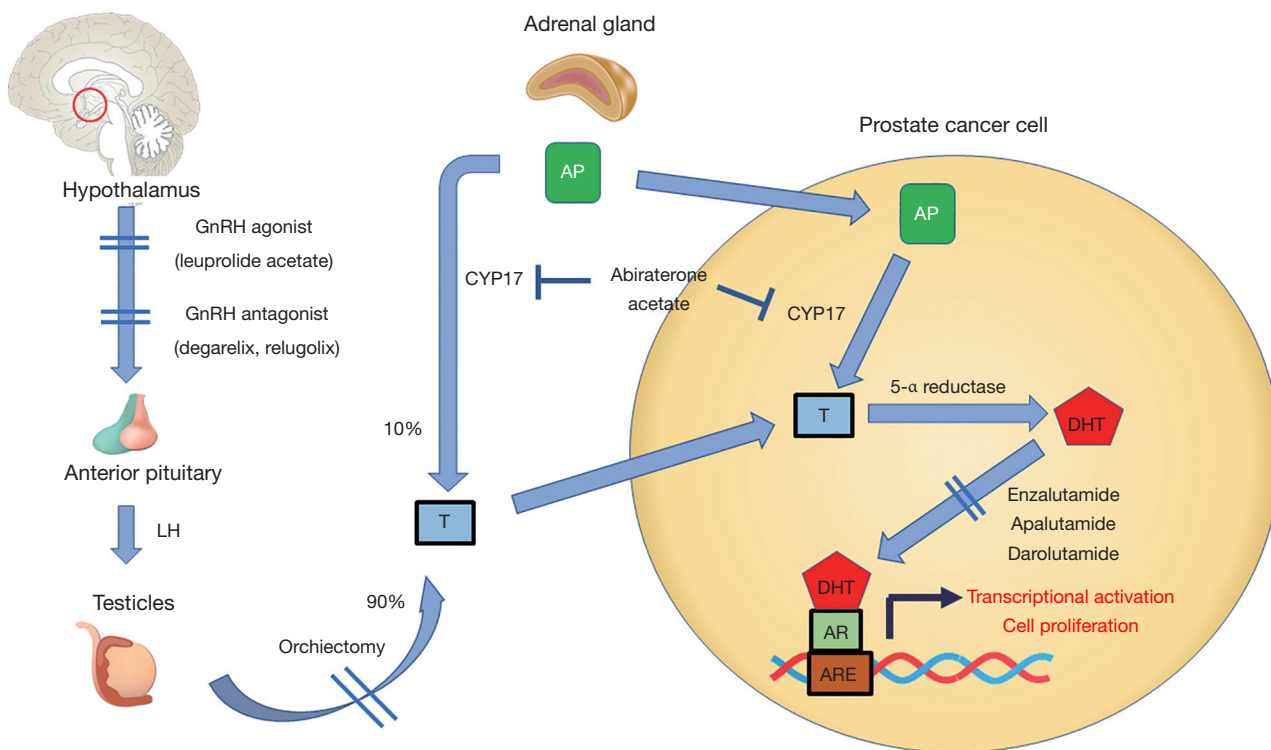 Adrenal gland
Prostate cancer cell
AP
AP
Hypothalamus
GnRH agonist
(leuprolide acetate)
CYP17
Abiraterone
acetate
CYP17
GnRH antagonist
(degarelix, relugolix)
5-α reductase
T
DHT
10%
Anterior pituitary
T
LH
Enzalutamide
Apalutamide
Darolutamide
Testicles
90%
DHT
Transcriptional activation
Cell proliferation
AR
Orchiectomy
ARE